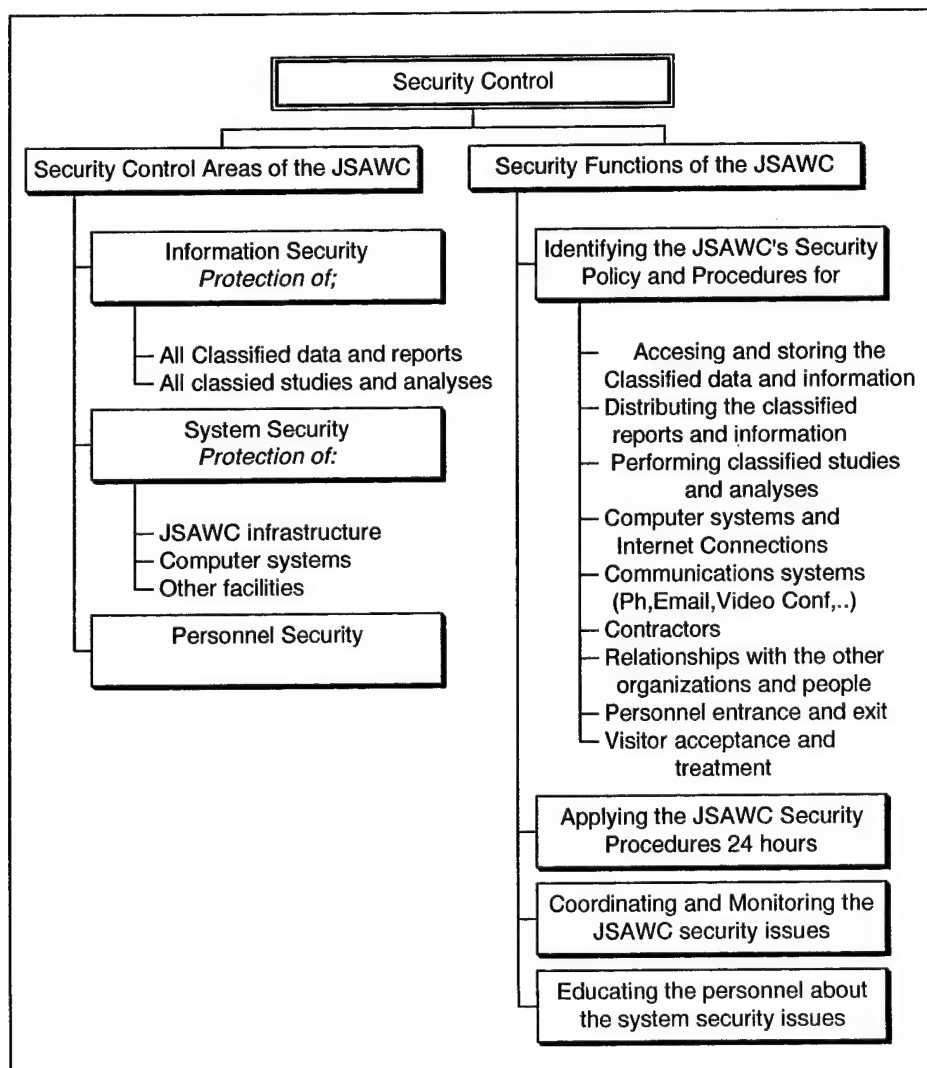 Security Control
Security Control Areas of the JSAWC
Information Security
Protection of;
All Classified data and reports
All classied studies and analyses
System Security
Protection of:
JSAWC infrastructure
Computer systems
Other facilities
Personnel Security
Security Functions of the JSAWC
Identifying the JSAWC's Security
Policy and Procedures for
Accesing and storing the
Classified data and information
Distributing the classified
reports and information
Performing classified studies
and analyses
Computer systems and
Internet Connections
Communications systems
(Ph,Email,Video Conf,..)
Contractors
Relationships with the other
organizations and people
Personnel entrance and exit
Visitor acceptance and
treatment
Applying the JSAWC Security
Procedures 24 hours
Coordinating and Monitoring the
JSAWC security issues
Educating the personnel about
the system security issues